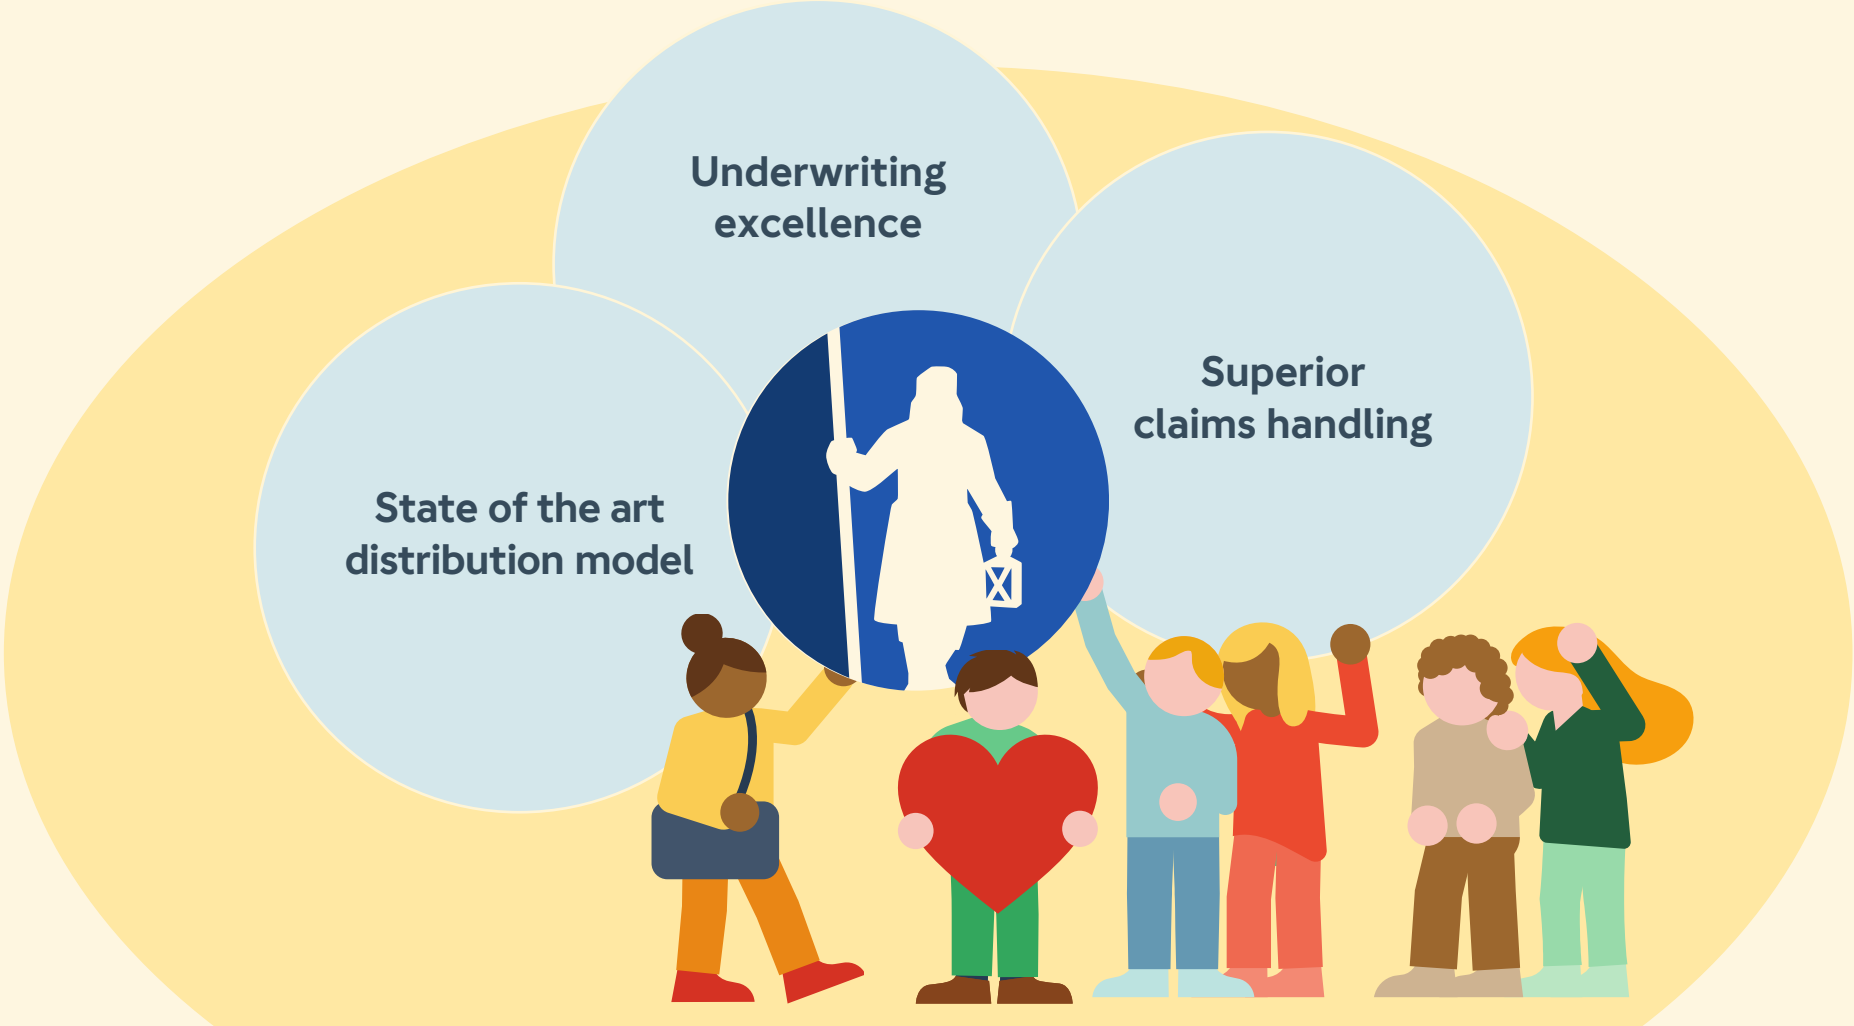 Underwriting
excellence
Superior
claims handling
State of the art
distribution model